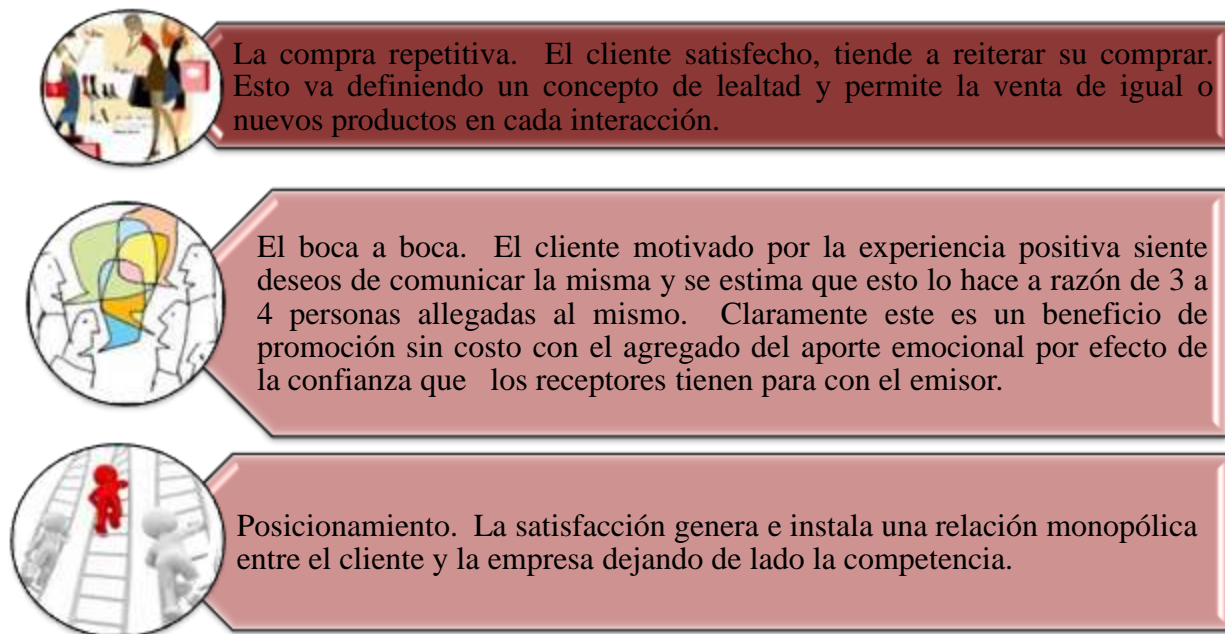 La compra repetitiva. El cliente satisfecho, tiende a reiterar su comprar.
Esto va definiendo un concepto de lealtad y permite la venta de igual o
nuevos productos en cada interacción.
El boca a boca. El cliente motivado por la experiencia positiva siente
deseos de comunicar la misma y se estima que esto lo hace a razón de 3 a
4 personas allegadas al mismo. Claramente este es un beneficio de
promoción sin costo con el agregado del aporte emocional por efecto de
la confianza que los receptores tienen para con el emisor.
Posicionamiento. La satisfacción genera e instala una relación monopólica
entre el cliente y la empresa dejando de lado la competencia.